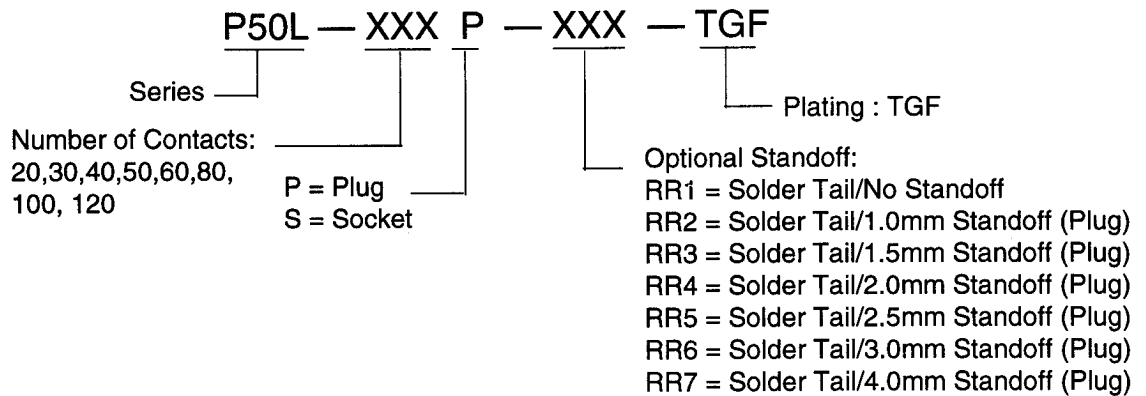 P50L — XXX P — XXX — TGF
Series
Plating : TGF
Number of Contacts:
20,30,40,50,60,80,
100, 120
P = Plug
S = Socket
Optional Standoff:
RR1 = Solder Tail/No Standoff
RR2 = Solder Tail/1.0mm Standoff (Plug)
RR3 = Solder Tail/1.5mm Standoff (Plug)
RR4 = Solder Tail/2.0mm Standoff (Plug)
RR5 = Solder Tail/2.5mm Standoff (Plug)
RR6 = Solder Tail/3.0mm Standoff (Plug)
RR7 = Solder Tail/4.0mm Standoff (Plug)